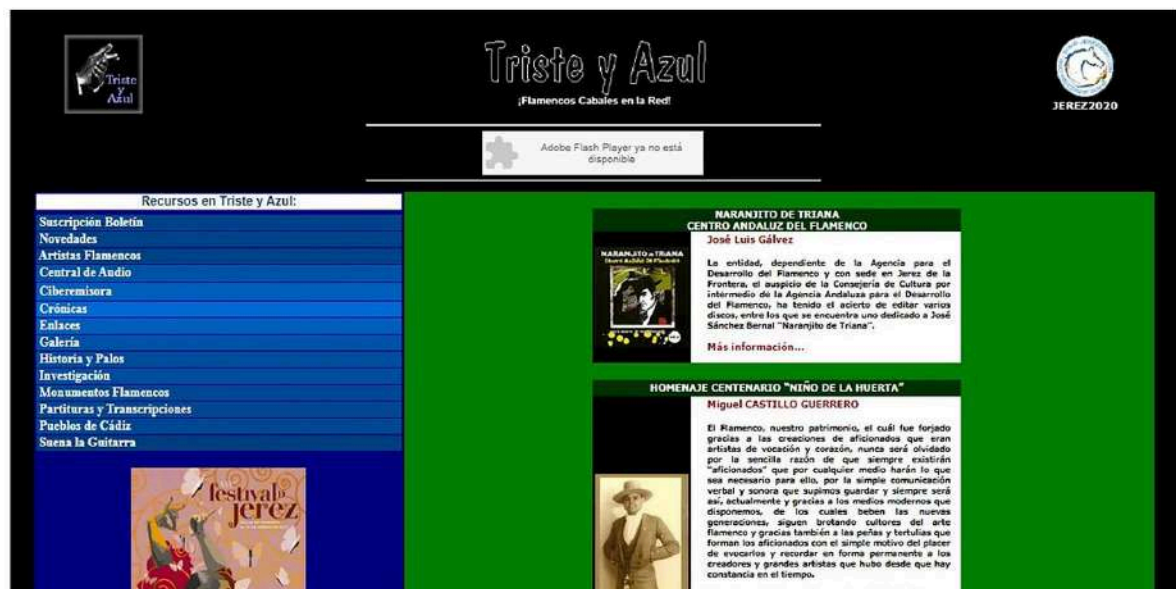 Triste
y
Azul
Triste y Azul
¡Flamencos Cabales en la Red!
JEREZ2020
Adobe Flash Player ya no está
disponible
Recursos en Triste y Azul:
Suscripción Boletín
Novedades
Artistas Flamencos
Central de Audio
Ciberemisora
Crónicas
Enlaces
Galería
Historia y Palos
Investigación
Monumentos Flamencos
Partituras y Transcripciones
Pueblos de Cádiz
Suena la Guitarra
festival de
jerez
NARANJITO DE TRIANA
CENTRO ANDALUZ DEL FLAMENCO
NARANJITO DE TRIANA
José Luis Gálvez
La entidad, dependiente de la Agencia para el
Desarrollo del Flamenco y con sede en Jerez de la
Frontera, el auspicio de la Consejería de Cultura por
intermedio de la Agencia Andaluza para el Desarrollo
del Flamenco, ha tenido el acierto de editar varios
discos, entre los que se encuentra uno dedicado a José
Sánchez Bernal "Naranjito de Triana".
Más información...
HOMENAJE CENTENARIO "NIÑO DE LA HUERTA"
Miguel CASTILLO GUERRERO
El Flamenco, nuestro patrimonio, el cuál fue forjado
gracias a las creaciones de aficionados que eran
artistas de vocación y corazón, nunca será olvidado
por la sencilla razón de que siempre existirán
"aficionados" que por cualquier medio harán lo que
sea necesario para ello, por la simple comunicación
verbal y sonora que supimos guardar y siempre será
así, actualmente y gracias a los medios modernos que
disponemos, de los cuales beben las nuevas
generaciones, siguen brotando cultores del arte
flamenco y gracias también a las peñas y tertulias que
forman los aficionados con el simple motivo del placer
de evocarlos y recordar en forma permanente a los
creadores y grandes artistas que hubo desde que hay
constancia en el tiempo.